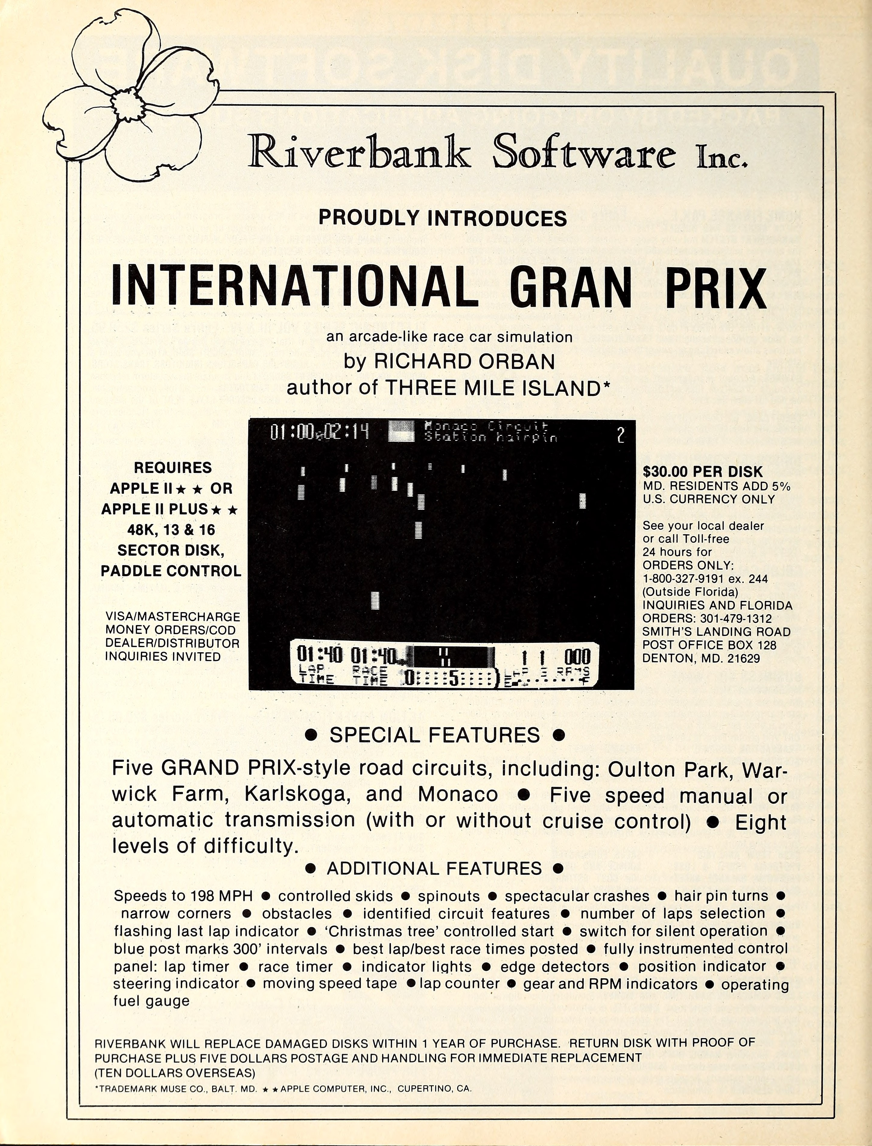 Riverbank Software Inc.
PROUDLY INTRODUCES
INTERNATIONAL GRAN PRIX
an arcade-like race car simulation
by RICHARD ORBAN
author of THREE MILE ISLAND*
REQUIRES
APPLE II★ ★ OR
APPLE II PLUS★ ★
48K, 13 & 16
SECTOR DISK,
PADDLE CONTROL
VISA/MASTERCHARGE
MONEY ORDERS/COD
DEALER/DISTRIBUTOR
INQUIRIES INVITED
01:00 02:14
Monaco Circuit
Station hairpin
2
01:40 01:40
1 1 000
LAP RACE
TIME TIME
0::::5::::
$30.00 PER DISK
MD. RESIDENTS ADD 5%
U.S. CURRENCY ONLY
See your local dealer
or call Toll-free
24 hours for
ORDERS ONLY:
1-800-327-9191 ex. 244
(Outside Florida)
INQUIRIES AND FLORIDA
ORDERS: 301-479-1312
SMITH'S LANDING ROAD
POST OFFICE BOX 128
DENTON, MD. 21629
● SPECIAL FEATURES ●
Five GRAND PRIX-style road circuits, including: Oulton Park, War-
wick Farm, Karlskoga, and Monaco ● Five speed manual or
automatic transmission (with or without cruise control) ● Eight
levels of difficulty.
● ADDITIONAL FEATURES ●
Speeds to 198 MPH ● controlled skids ● spinouts ● spectacular crashes ● hair pin turns ●
narrow corners ● obstacles ● identified circuit features ● number of laps selection ●
flashing last lap indicator ● 'Christmas tree' controlled start ● switch for silent operation ●
blue post marks 300' intervals ● best lap/best race times posted ● fully instrumented control
panel: lap timer ● race timer ● indicator lights ● edge detectors ● position indicator ●
steering indicator ● moving speed tape ● lap counter ● gear and RPM indicators ● operating
fuel gauge
RIVERBANK WILL REPLACE DAMAGED DISKS WITHIN 1 YEAR OF PURCHASE. RETURN DISK WITH PROOF OF
PURCHASE PLUS FIVE DOLLARS POSTAGE AND HANDLING FOR IMMEDIATE REPLACEMENT
(TEN DOLLARS OVERSEAS)
*TRADEMARK MUSE CO., BALT. MD. ★ ★ APPLE COMPUTER, INC., CUPERTINO, CA.